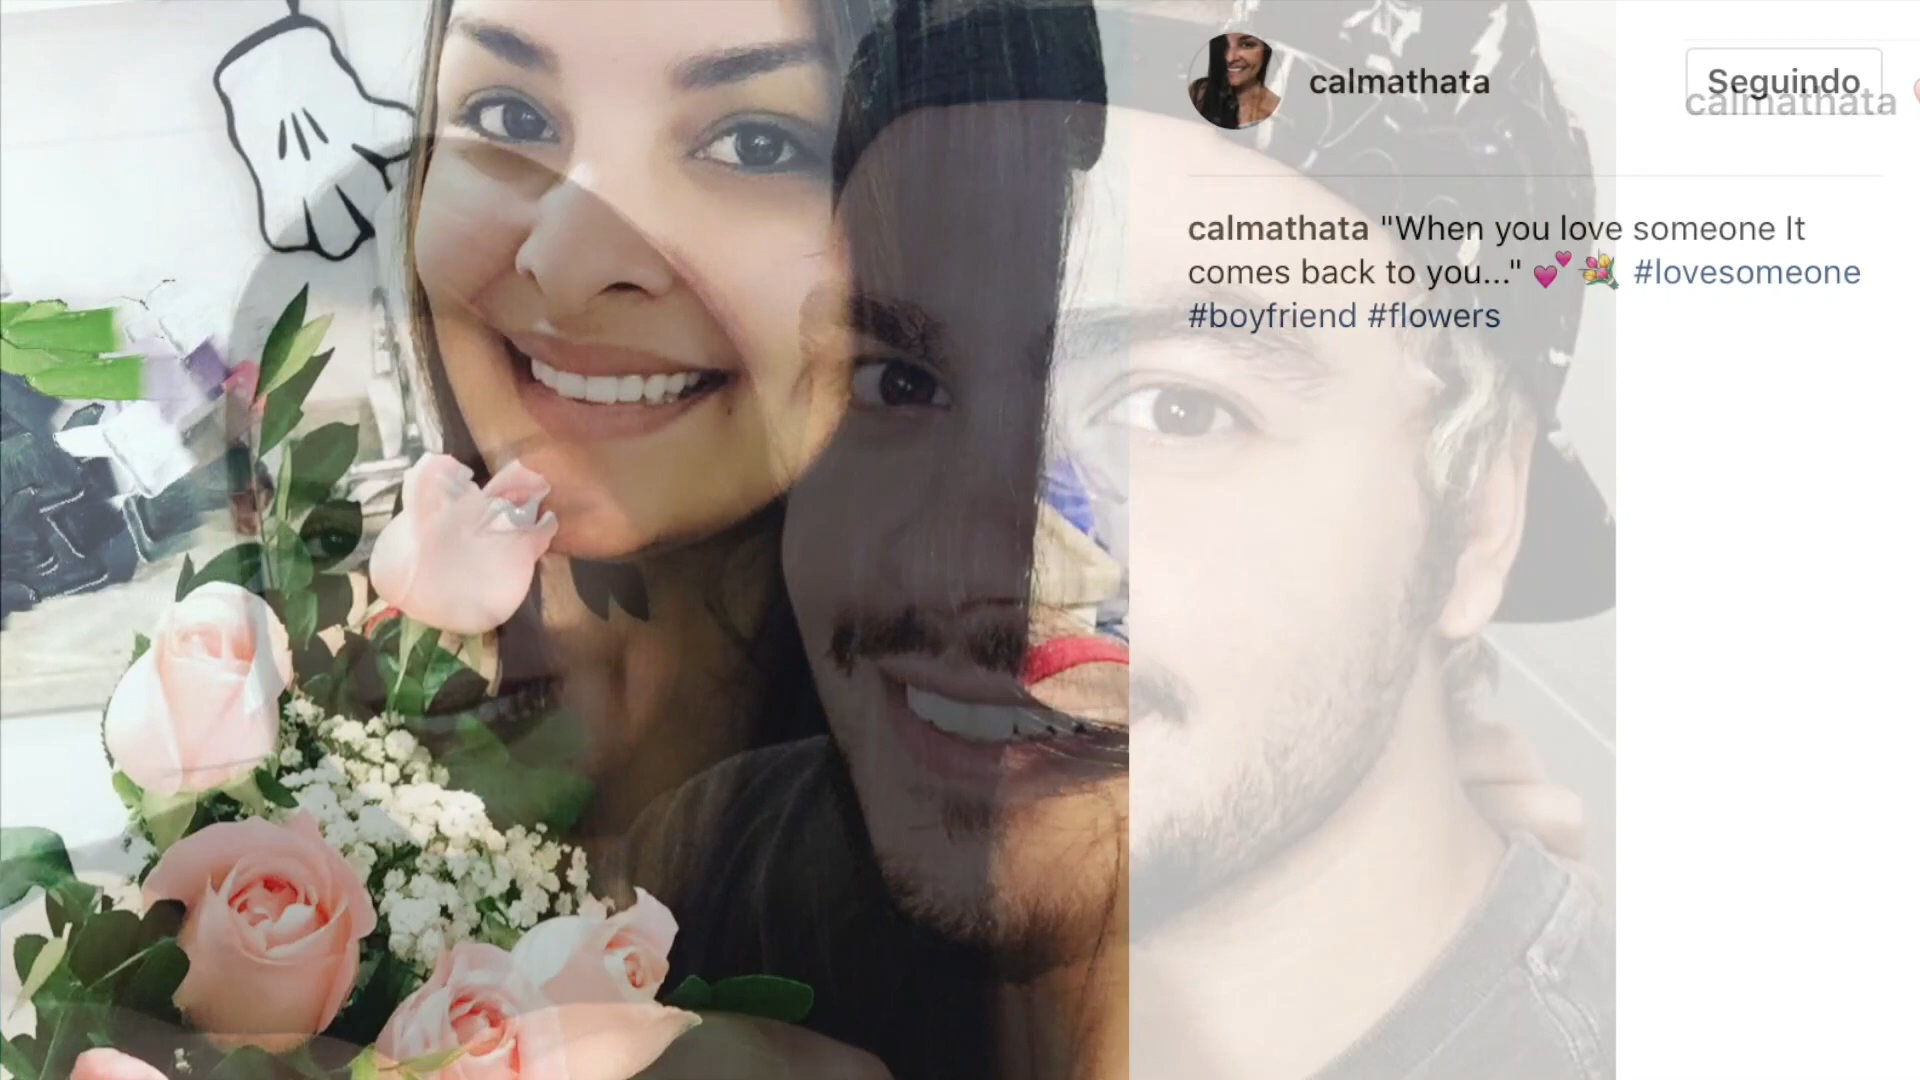 calmathata
Seguindo
calmathata
calmathata "When you love someone It
comes back to you..." 💕💐 #lovesomeone
#boyfriend #flowers